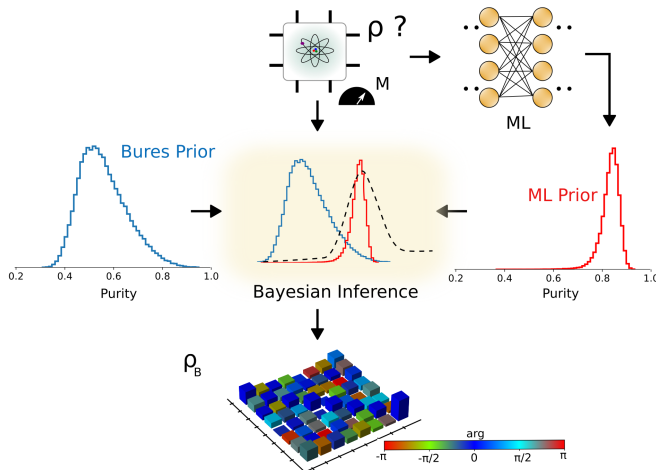 ρ ?
M
ML
Bures Prior
ML Prior
0.2 0.4 0.6 0.8 1.0
Purity
Bayesian Inference
0.2 0.4 0.6 0.8 1.0
Purity
ρB
arg
-π -π/2 0 π/2 π